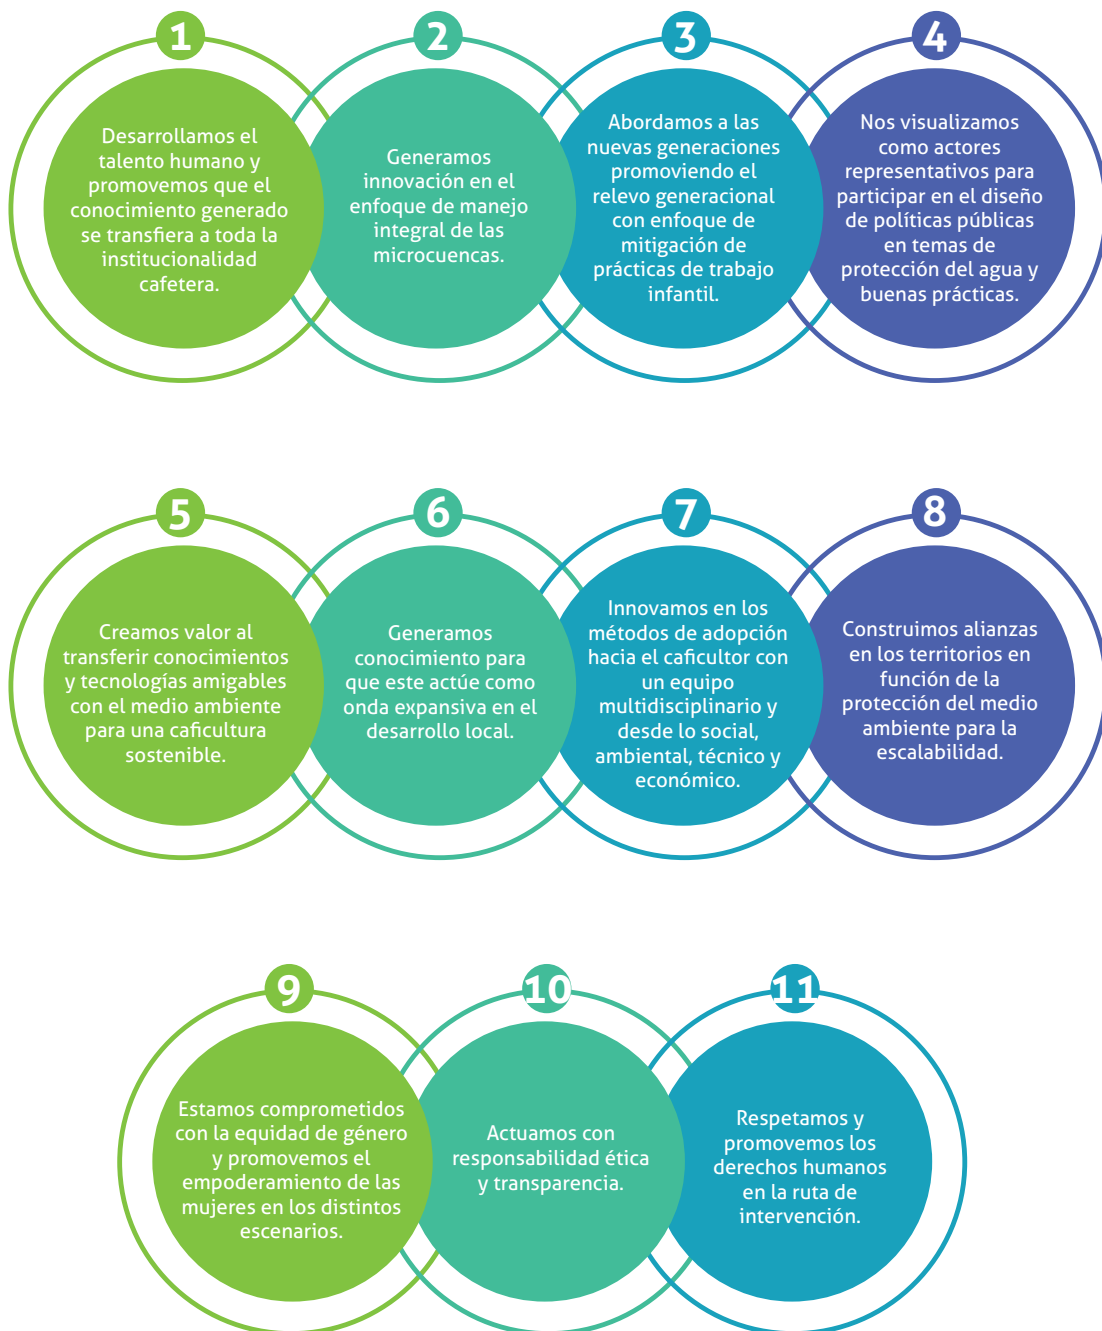 1
Desarrollamos el
talento humano y
promovemos que el
conocimiento generado
se transfiera a toda la
institucionalidad
cafetera.
2
Generamos
innovación en el
enfoque de manejo
integral de las
microcuencas.
3
Abordamos a las
nuevas generaciones
promoviendo el
relevo generacional
con enfoque de
mitigación de
prácticas de trabajo
infantil.
4
Nos visualizamos
como actores
representativos para
participar en el diseño
de políticas públicas
en temas de
protección del agua y
buenas prácticas.
5
Creamos valor al
transferir conocimientos
y tecnologías amigables
con el medio ambiente
para una caficultura
sostenible.
6
Generamos
conocimiento para
que este actúe como
onda expansiva en el
desarrollo local.
7
Innovamos en los
métodos de adopción
hacia el caficultor con
un equipo
multidisciplinario y
desde lo social,
ambiental, técnico y
económico.
8
Construimos alianzas
en los territorios en
función de la
protección del medio
ambiente para la
escalabilidad.
9
Estamos comprometidos
con la equidad de género
y promovemos el
empoderamiento de las
mujeres en los distintos
escenarios.
10
Actuamos con
responsabilidad ética
y transparencia.
11
Respetamos y
promovemos los
derechos humanos
en la ruta de
intervención.